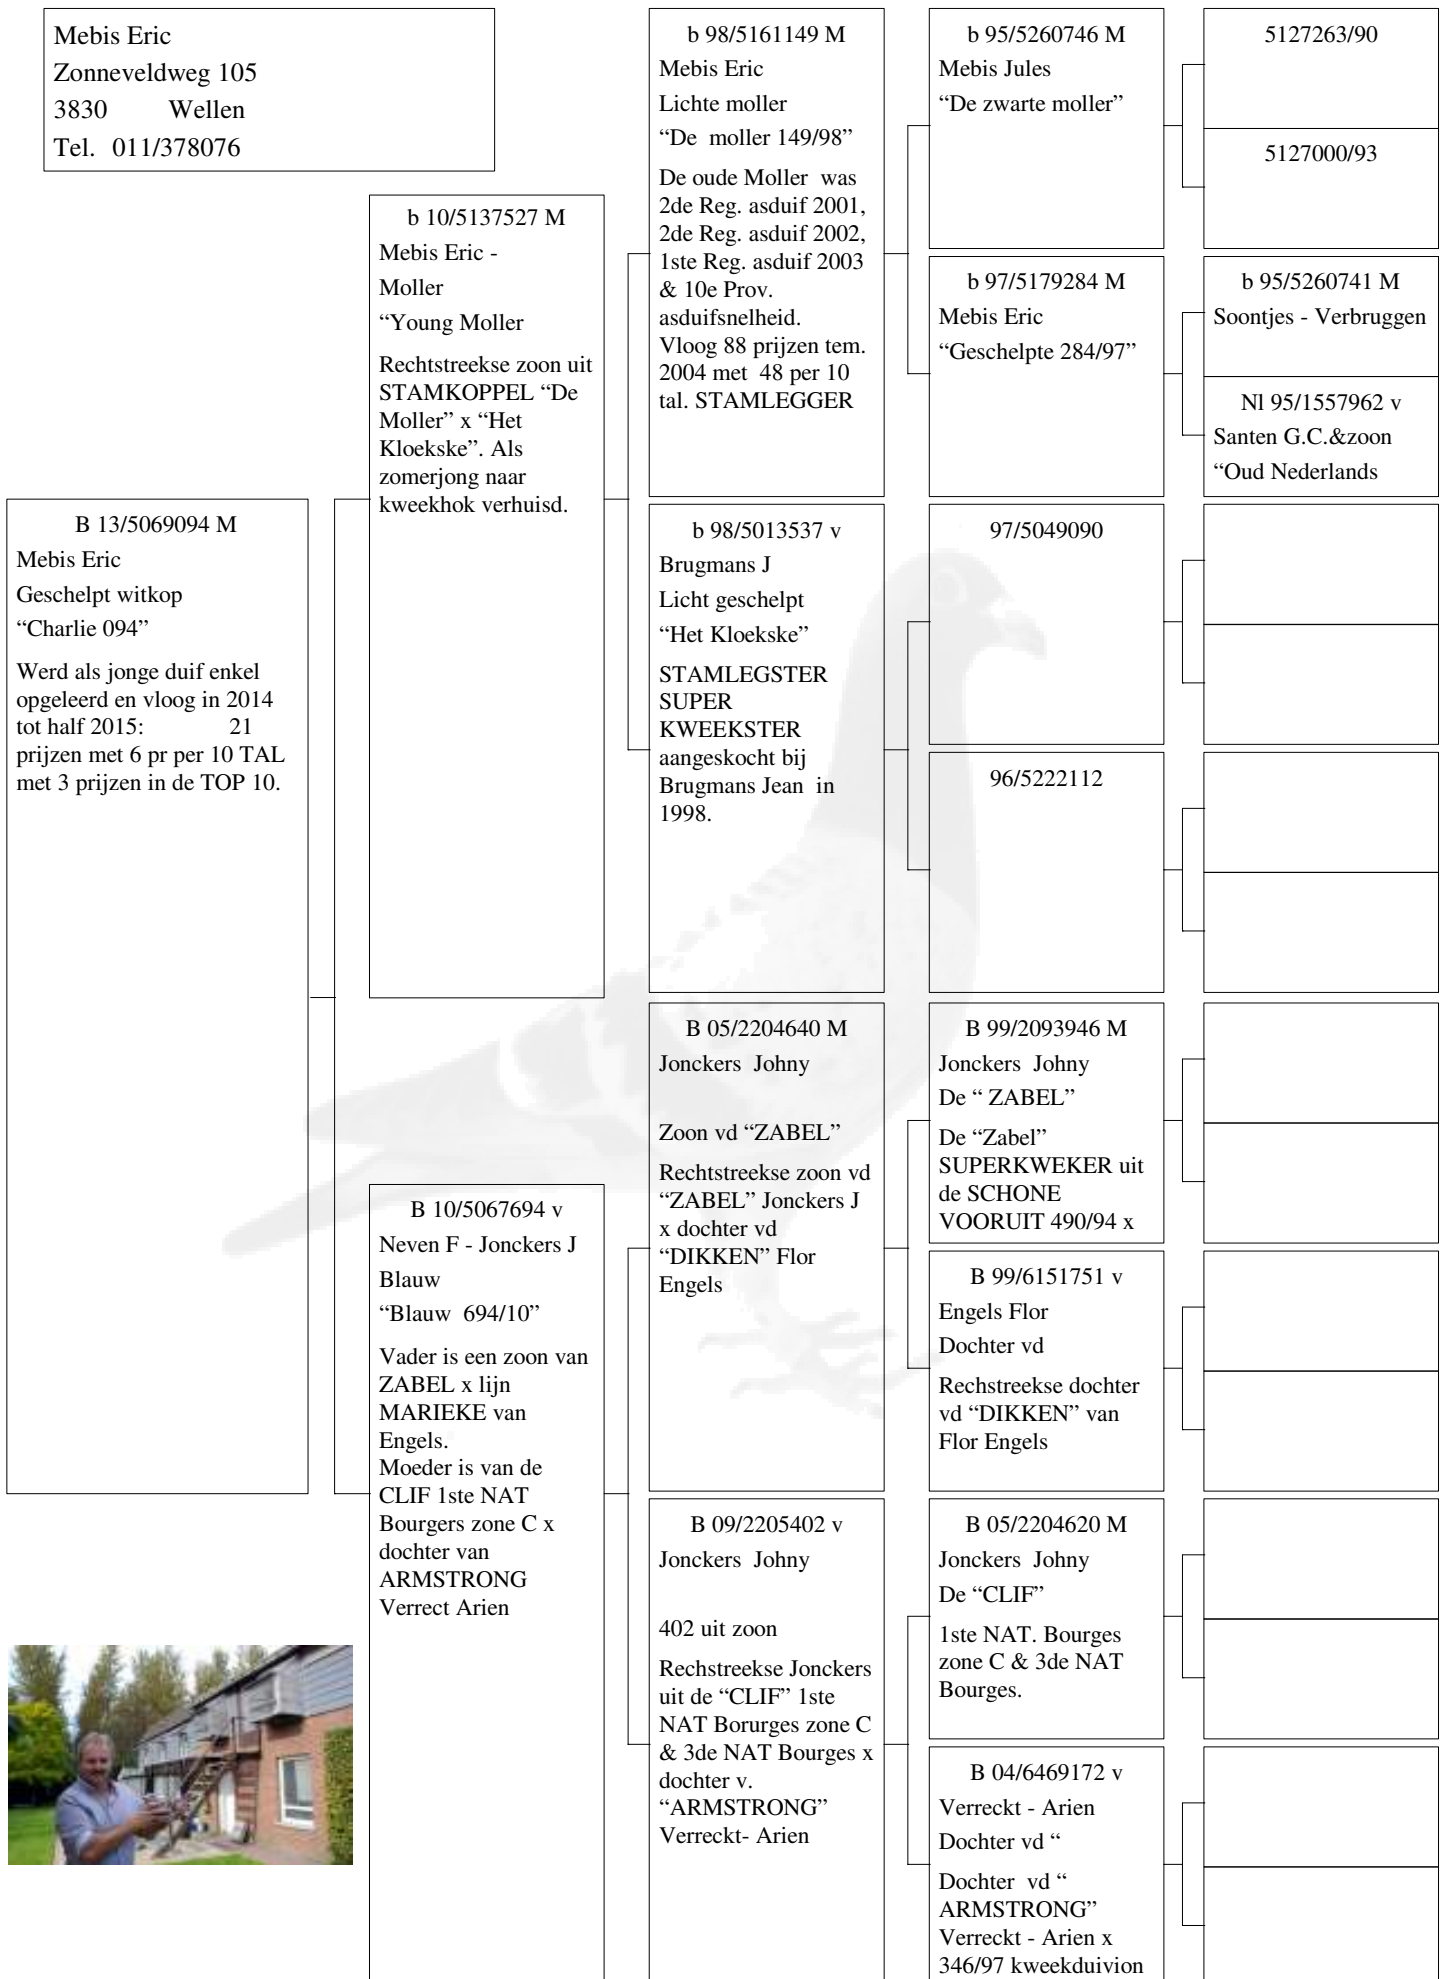 Mebis Eric
Zonneveldweg 105
3830 Wellen
Tel. 011/378076
B 13/5069094 M
Mebis Eric
Geschelpt witkop
“Charlie 094”
Werd als jonge duif enkel
opgeleerd en vloog in 2014
tot half 2015: 21
prijzen met 6 pr per 10 TAL
met 3 prijzen in de TOP 10.
b 10/5137527 M
Mebis Eric -
Moller
“Young Moller
Rechtstreekse zoon uit
STAMKOPPEL “De
Moller” x “Het
Kloekske”. Als
zomerjong naar
kweekhok verhuisd.
B 10/5067694 v
Neven F - Jonckers J
Blauw
“Blauw 694/10”
Vader is een zoon van
ZABEL x lijn
MARIEKE van
Engels.
Moeder is van de
CLIF 1ste NAT
Bourgers zone C x
dochter van
ARMSTRONG
Verrect Arien
b 98/5161149 M
Mebis Eric
Lichte moller
“De moller 149/98”
De oude Moller was
2de Reg. asduif 2001,
2de Reg. asduif 2002,
1ste Reg. asduif 2003
& 10e Prov.
asduifsnelheid.
Vloog 88 prijzen tem.
2004 met 48 per 10
tal. STAMLEGGER
b 98/5013537 v
Brugmans J
Licht geschelpt
“Het Kloekske”
STAMLEGSTER
SUPER
KWEEKSTER
aangeskocht bij
Brugmans Jean in
1998.
B 05/2204640 M
Jonckers Johny
Zoon vd “ZABEL”
Rechtstreekse zoon vd
“ZABEL” Jonckers J
x dochter vd
“DIKKEN” Flor
Engels
B 09/2205402 v
Jonckers Johny
402 uit zoon
Rechstreekse Jonckers
uit de “CLIF” 1ste
NAT Borurges zone C
& 3de NAT Bourges x
dochter v.
“ARMSTRONG”
Verreckt- Arien
b 95/5260746 M
Mebis Jules
“De zwarte moller”
b 97/5179284 M
Mebis Eric
“Geschelpte 284/97”
97/5049090
96/5222112
B 99/2093946 M
Jonckers Johny
De “ ZABEL”
De “Zabel”
SUPERKWEKER uit
de SCHONE
VOORUIT 490/94 x
B 99/6151751 v
Engels Flor
Dochter vd
Rechstreekse dochter
vd “DIKKEN” van
Flor Engels
B 05/2204620 M
Jonckers Johny
De “CLIF”
1ste NAT. Bourges
zone C & 3de NAT
Bourges.
B 04/6469172 v
Verreckt - Arien
Dochter vd “
Dochter vd “
ARMSTRONG”
Verreckt - Arien x
346/97 kweekduivion
5127263/90
5127000/93
b 95/5260741 M
Soontjes - Verbruggen
Nl 95/1557962 v
Santen G.C.&zoon
“Oud Nederlands